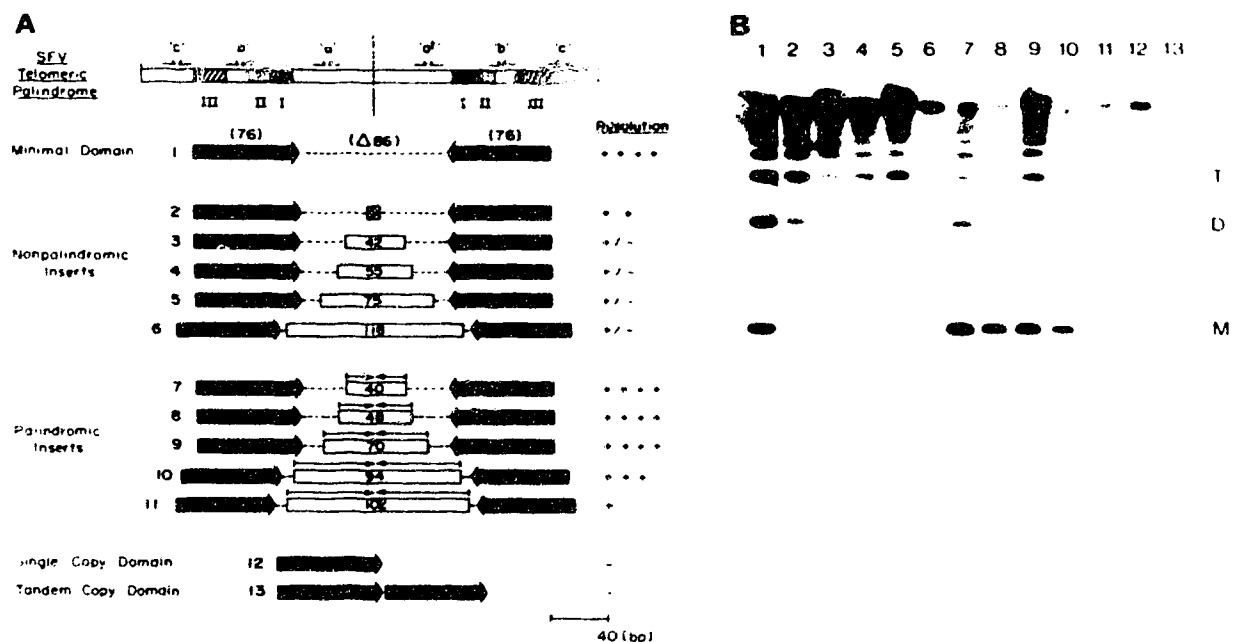 A
SFV
Telomeric
Palindrome
'c' 'b' 'a' 'a' 'b' 'c'
III II I I II III
Resolution
(76) (Δ86) (76)
Minimal Domain 1 + + + +
2 + +
3 42 +/-
Nonpalindromic
Inserts
4 55 +/-
5 75 +/-
6 118 +/-
7 40 + + + +
8 48 + + + +
Palindromic
Inserts
9 70 + + + +
10 94 + + +
11 102 +
Single Copy Domain 12 -
Tandem Copy Domain 13 -
40 (bp)
B
1 2 3 4 5 6 7 8 9 10 11 12 13
T
D
M